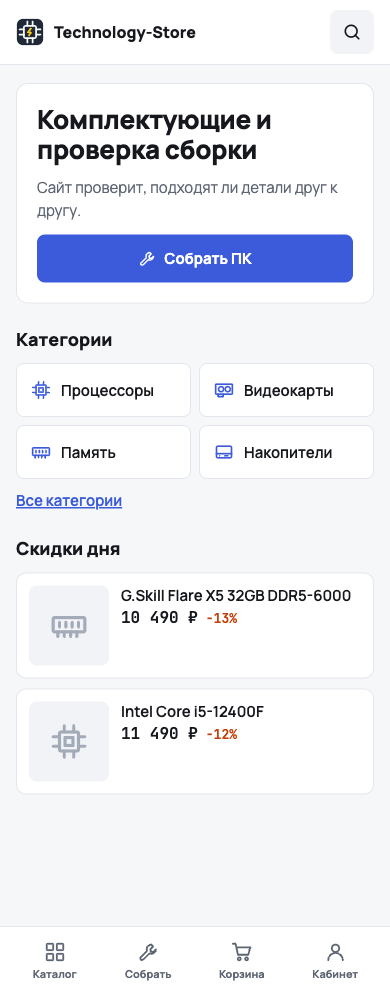 Technology-Store
Комплектующие и
проверка сборки
Сайт проверит, подходят ли детали друг к
другу.
Собрать ПК
Категории
Процессоры
Видеокарты
Память
Накопители
Все категории
Скидки дня
G.Skill Flare X5 32GB DDR5-6000
10 490 ₽ -13%
Intel Core i5-12400F
11 490 ₽ -12%
Каталог
Собрать
Корзина
Кабинет